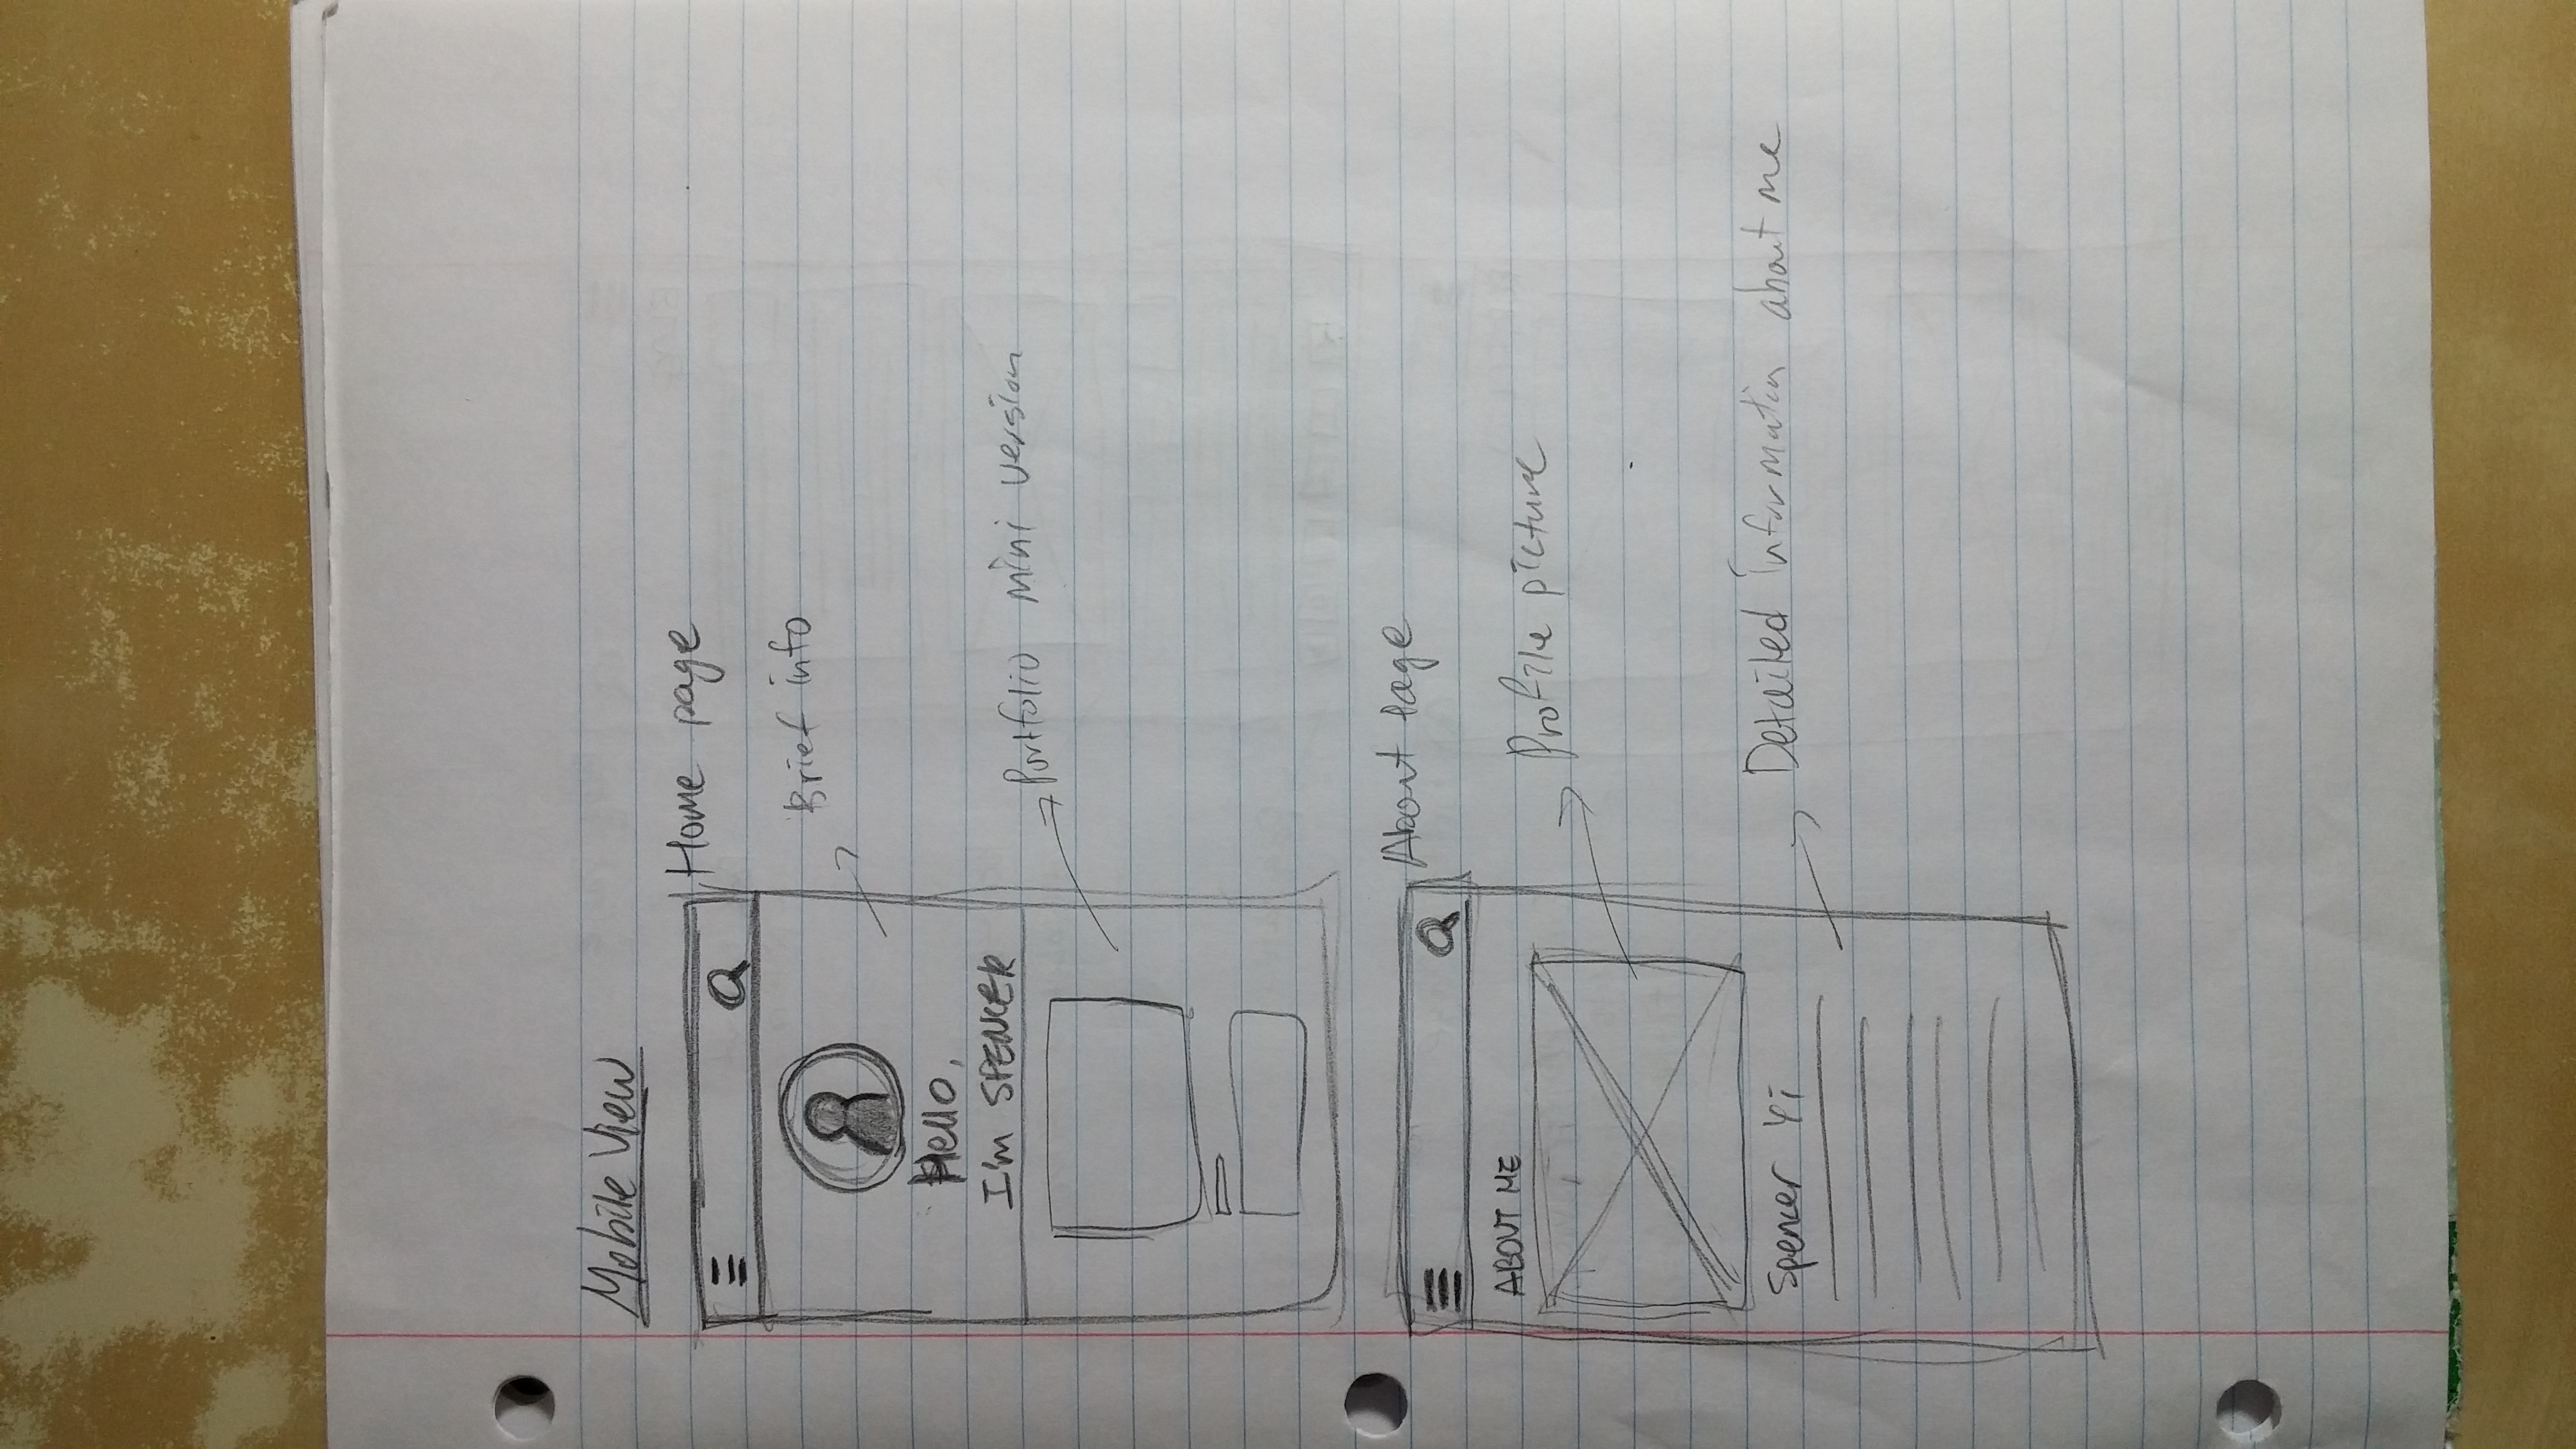 Mobile View
Home page
Brief info
Hello,
I'm SPENCER
Portfolio mini version
About Page
ABOUT ME
Profile picture
Spencer Yi
Detailed information about me